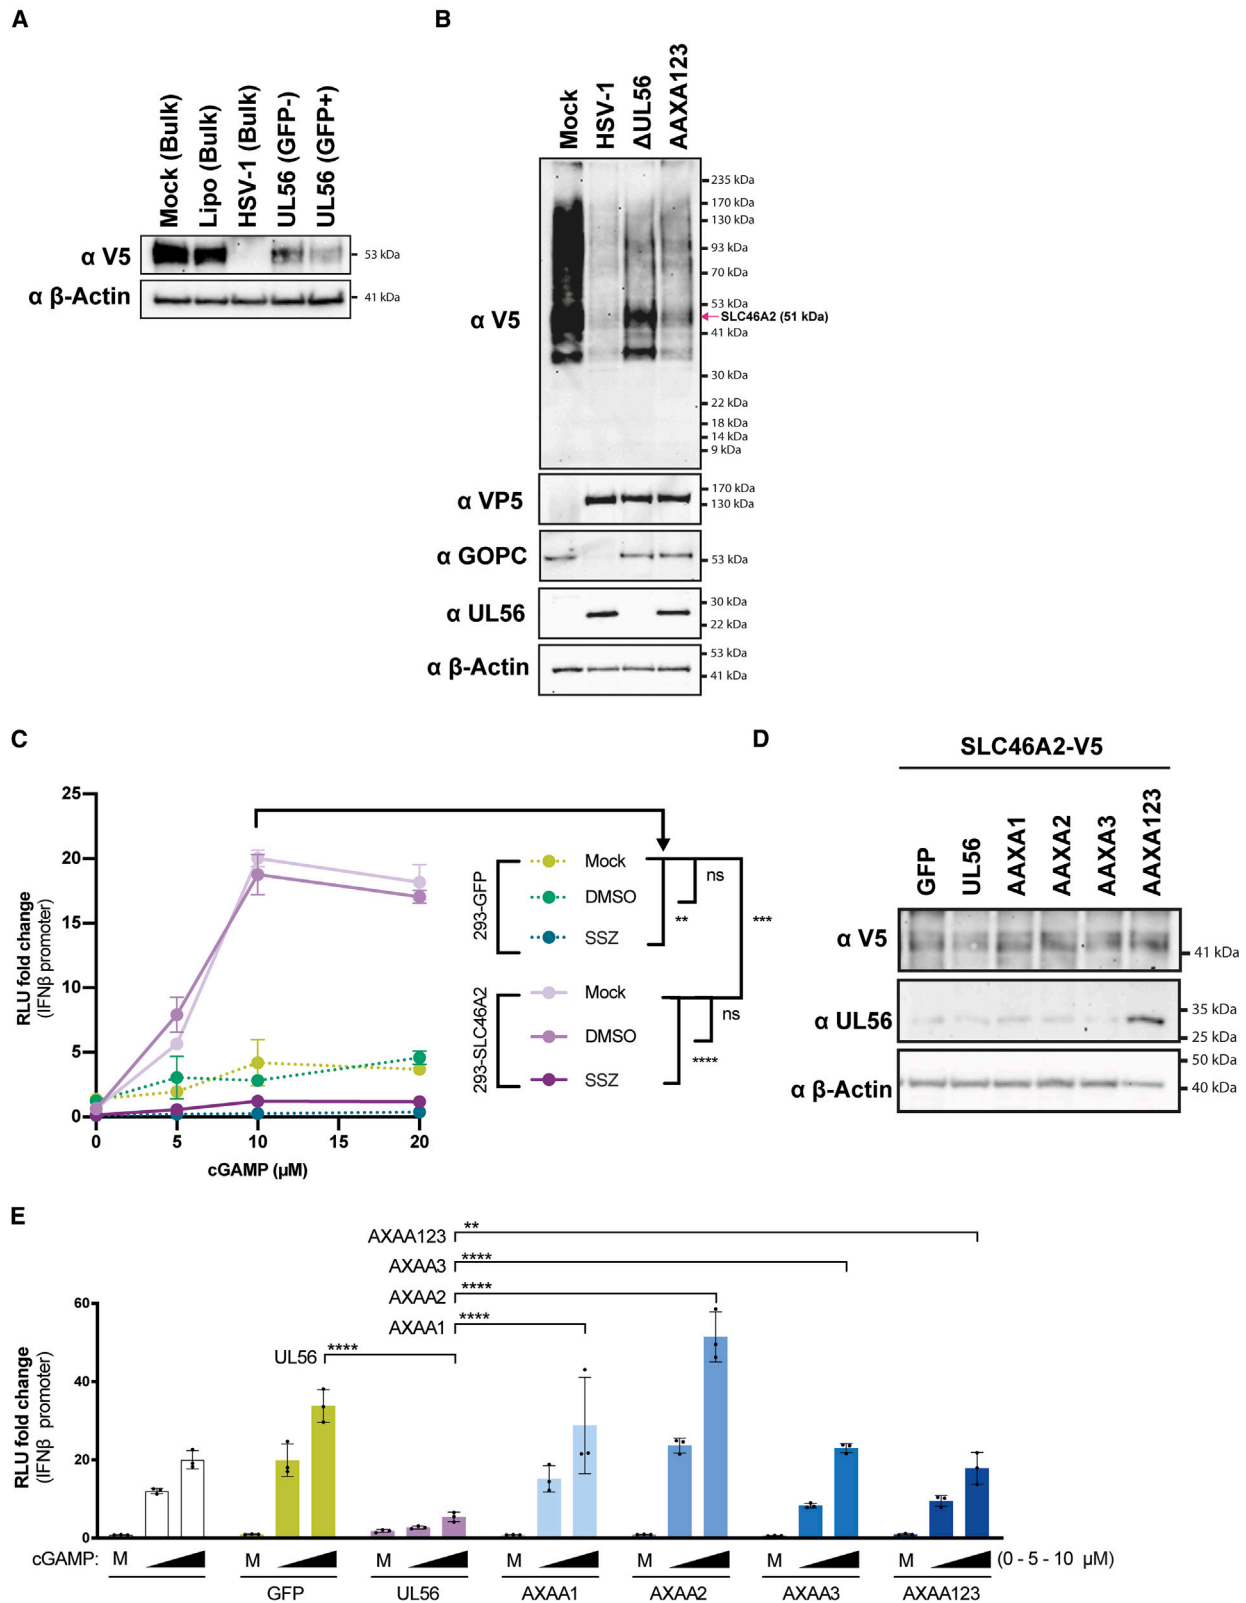 A
Mock (Bulk)
Lipo (Bulk)
HSV-1 (Bulk)
UL56 (GFP-)
UL56 (GFP+)
α V5
53 kDa
α β-Actin
41 kDa
B
Mock
HSV-1
ΔUL56
AAXA123
α V5
235 kDa
170 kDa
130 kDa
93 kDa
70 kDa
53 kDa
SLC46A2 (51 kDa)
41 kDa
30 kDa
22 kDa
18 kDa
14 kDa
9 kDa
α VP5
170 kDa
130 kDa
α GOPC
53 kDa
α UL56
30 kDa
22 kDa
α β-Actin
53 kDa
41 kDa
C
RLU fold change
(IFNβ promoter)
25
20
15
10
5
0
0
5
10
15
20
cGAMP (µM)
293-GFP
Mock
DMSO
SSZ
293-SLC46A2
Mock
DMSO
SSZ
ns
**
***
ns
****
D
SLC46A2-V5
GFP
UL56
AAXA1
AAXA2
AAXA3
AAXA123
α V5
41 kDa
α UL56
35 kDa
25 kDa
α β-Actin
50 kDa
40 kDa
E
AXAA123 **
AXAA3 ****
AXAA2 ****
AXAA1 ****
UL56 ****
RLU fold change
(IFNβ promoter)
60
40
20
0
cGAMP: M M M M M M M (0 - 5 - 10 µM)
GFP UL56 AXAA1 AXAA2 AXAA3 AXAA123